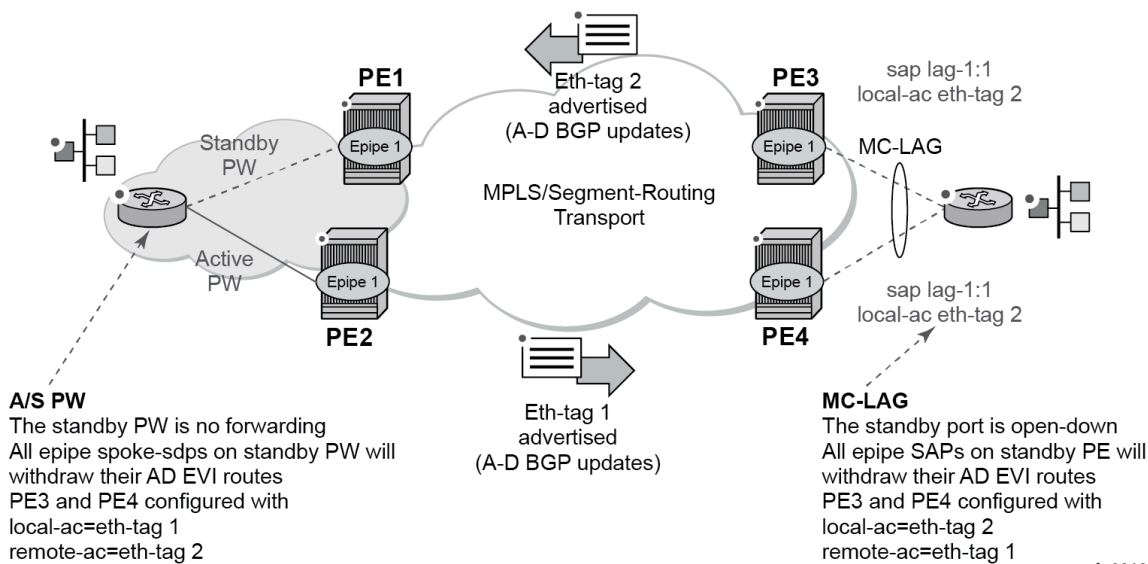 Eth-tag 2
advertised
(A-D BGP updates)
PE1
PE3
sap lag-1:1
local-ac eth-tag 2
Standby
PW
Epipe 1
Epipe 1
MC-LAG
MPLS/Segment-Routing
Transport
Active
PW
Epipe 1
Epipe 1
sap lag-1:1
local-ac eth-tag 2
PE2
PE4
Eth-tag 1
advertised
(A-D BGP updates)
A/S PW
The standby PW is no forwarding
All epipe spoke-sdps on standby PW will
withdraw their AD EVI routes
PE3 and PE4 configured with
local-ac=eth-tag 1
remote-ac=eth-tag 2
MC-LAG
The standby port is open-down
All epipe SAPs on standby PE will
withdraw their AD EVI routes
PE3 and PE4 configured with
local-ac=eth-tag 2
remote-ac=eth-tag 1